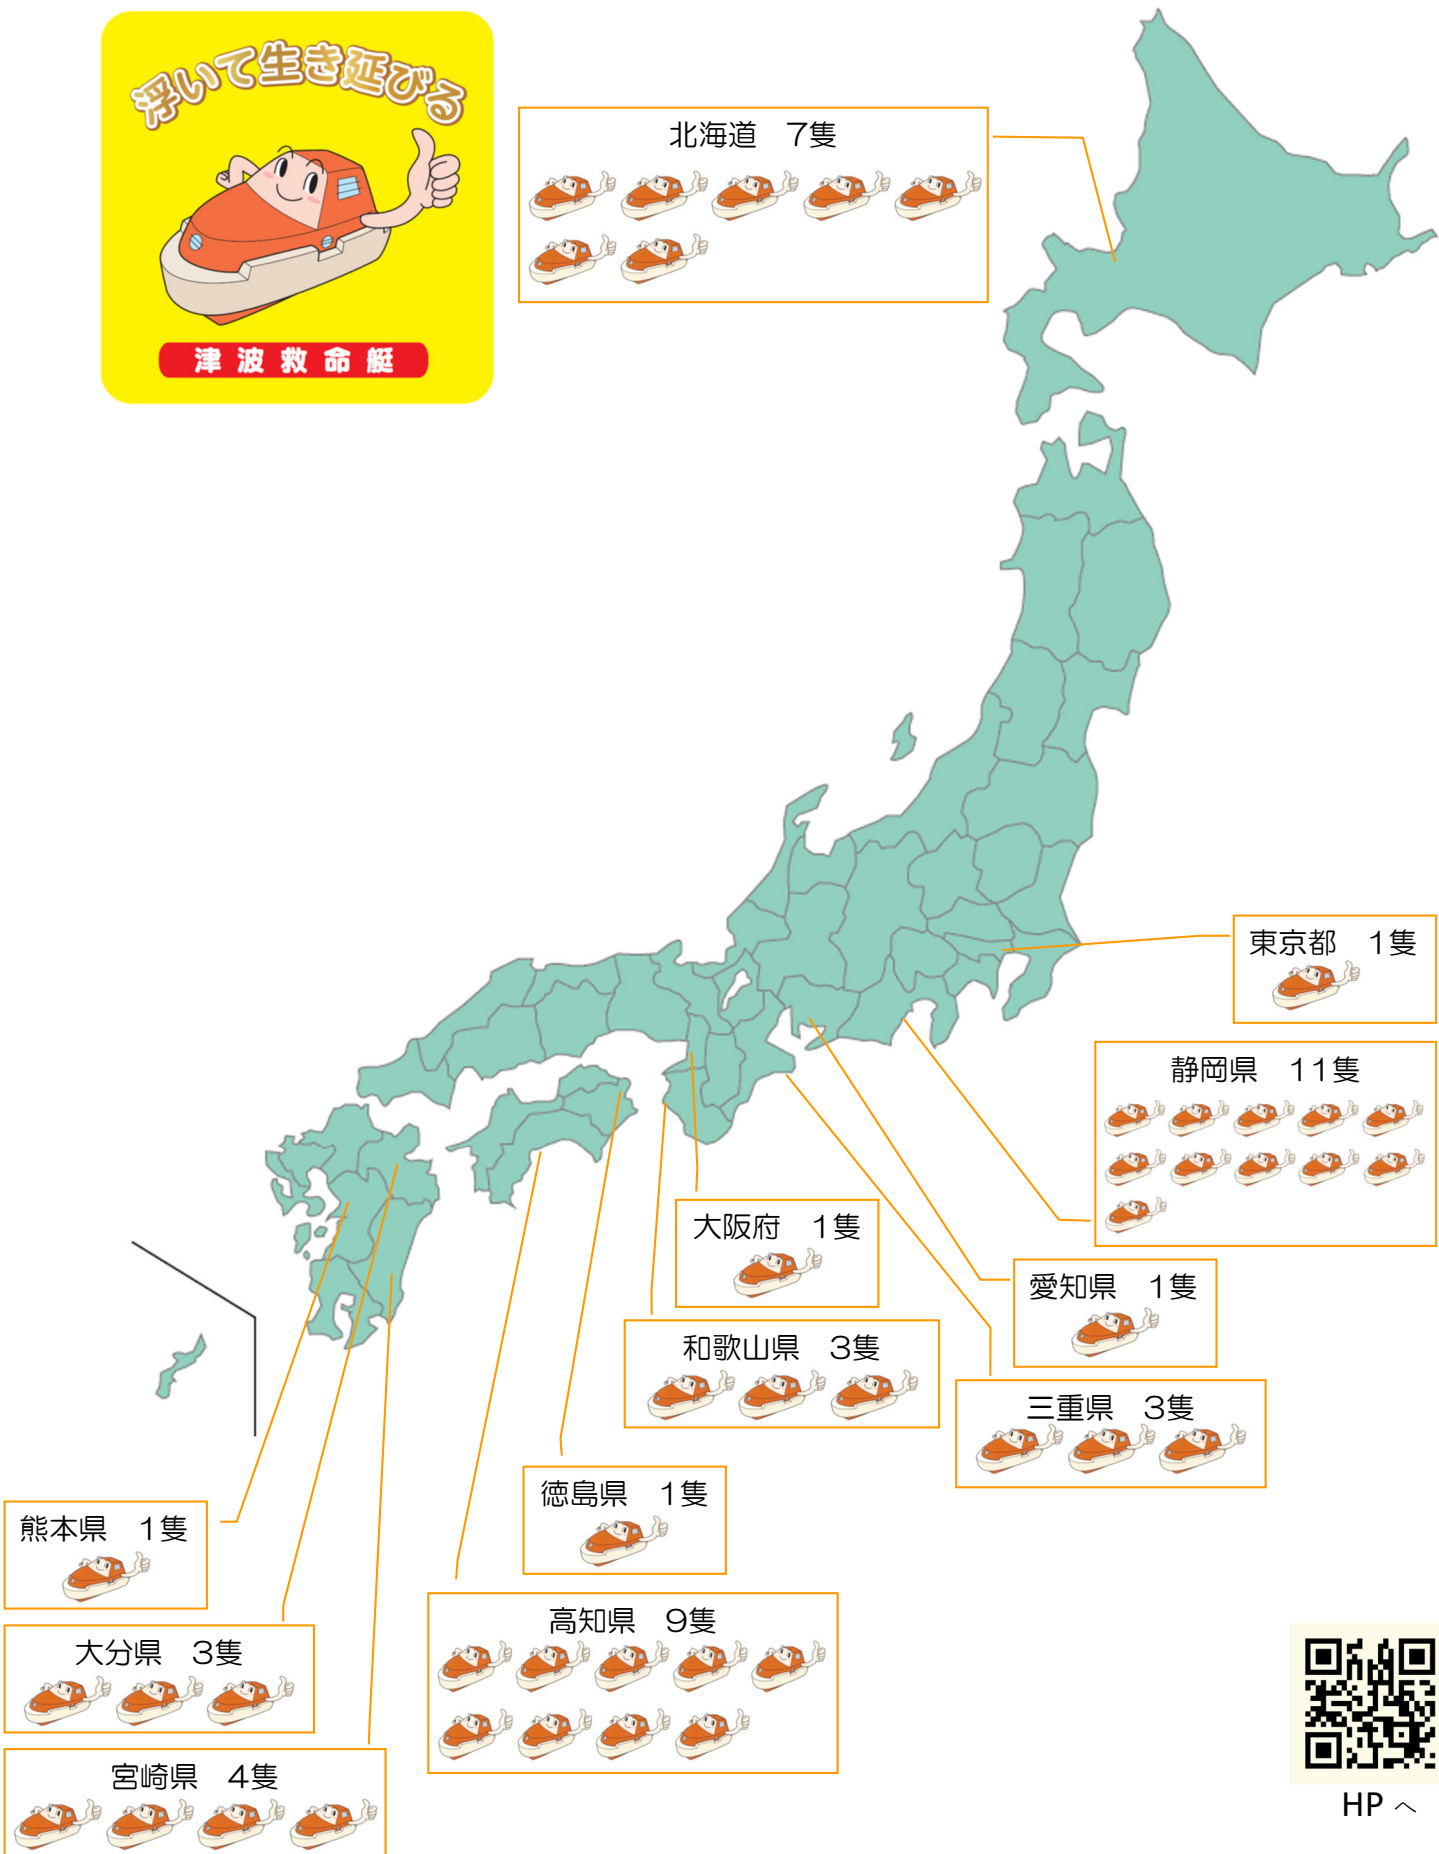 浮いて生き延びる
津波救命艇
北海道　7隻
東京都　1隻
静岡県　11隻
大阪府　1隻
愛知県　1隻
和歌山県　3隻
三重県　3隻
徳島県　1隻
熊本県　1隻
高知県　9隻
大分県　3隻
宮崎県　4隻
HP へ